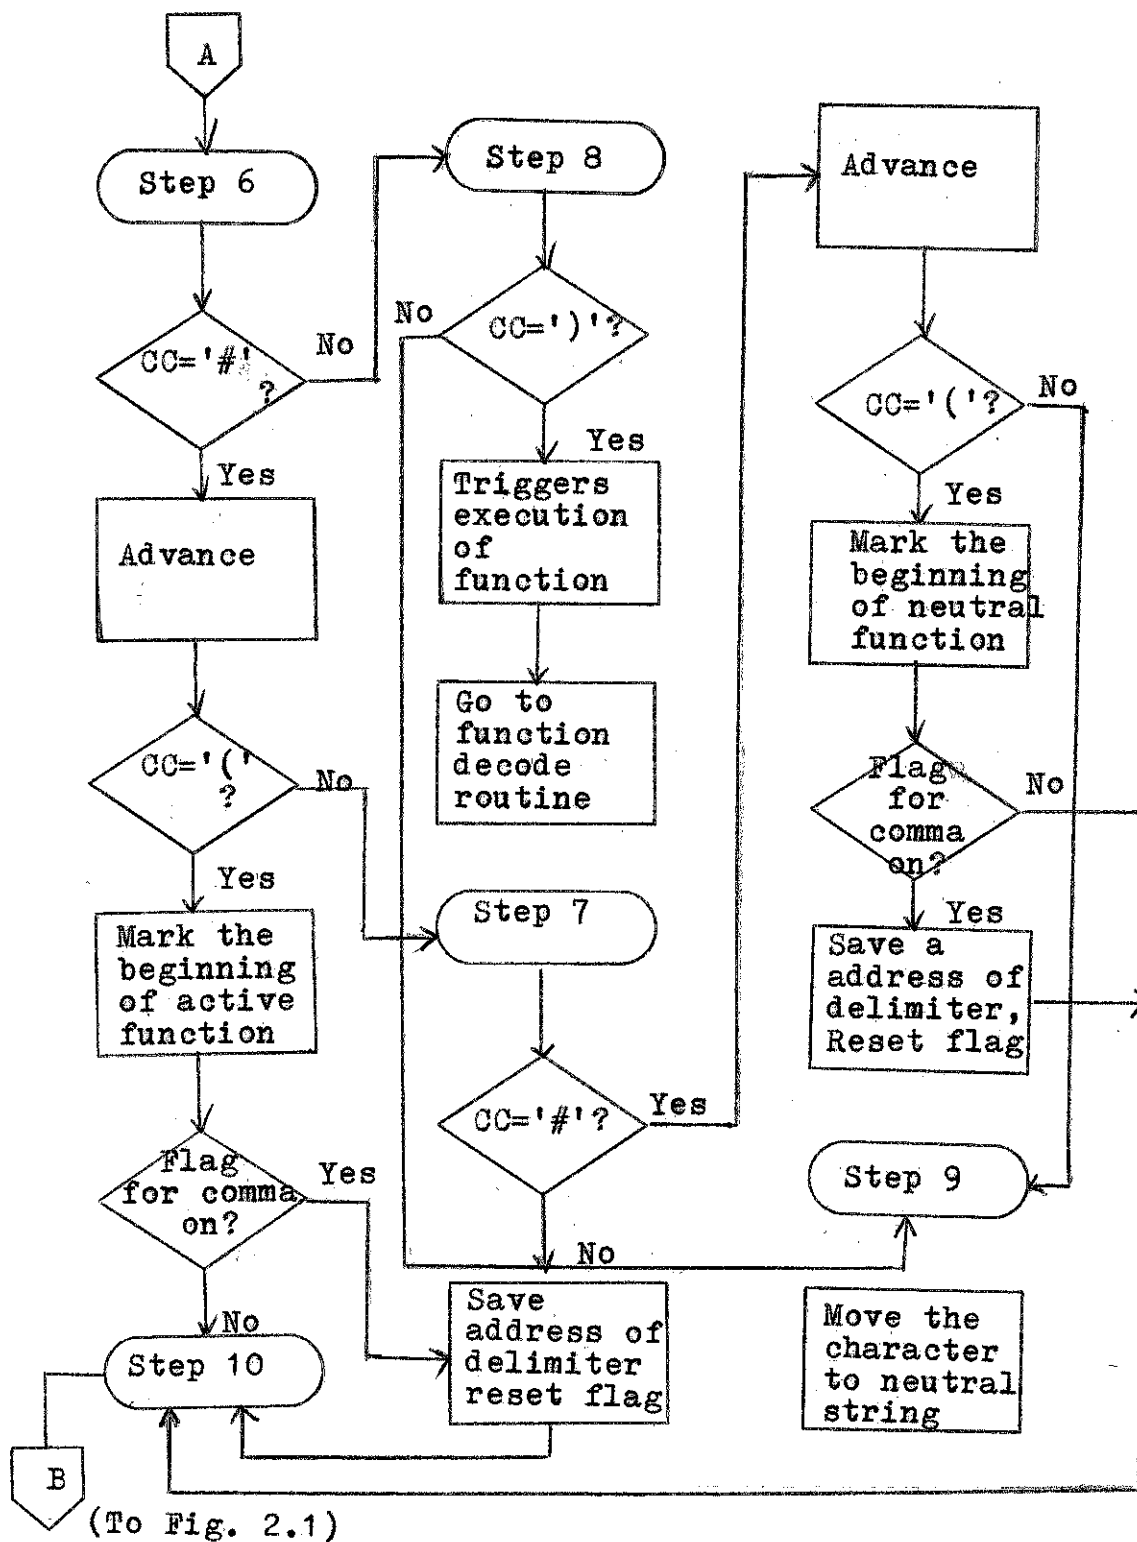 A
Step 6
CC='#'
?
No
Yes
Advance
CC='('
?
No
Yes
Mark the
beginning
of active
function
Flag
for comma
on?
Yes
No
Step 10
B
(To Fig. 2.1)
Step 8
No
CC=')'?
Yes
Triggers
execution
of
function
Go to
function
decode
routine
Step 7
CC='#'?
Yes
No
Save
address of
delimiter
reset flag
Advance
CC='('?
No
Yes
Mark the
beginning
of neutral
function
Flag
for
comma
on?
No
Yes
Save a
address of
delimiter,
Reset flag
Step 9
Move the
character
to neutral
string